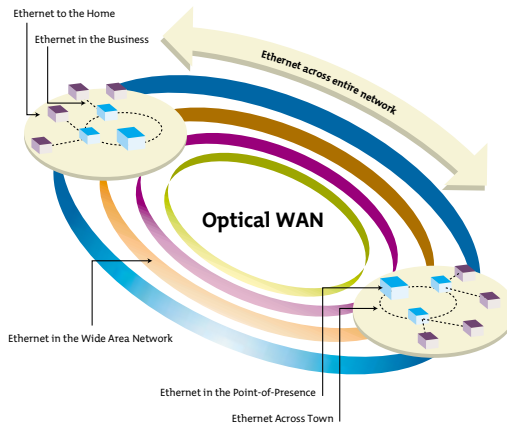 Ethernet to the Home
Ethernet in the Business
Ethernet across entire network
Optical WAN
Ethernet in the Wide Area Network
Ethernet in the Point-of-Presence
Ethernet Across Town